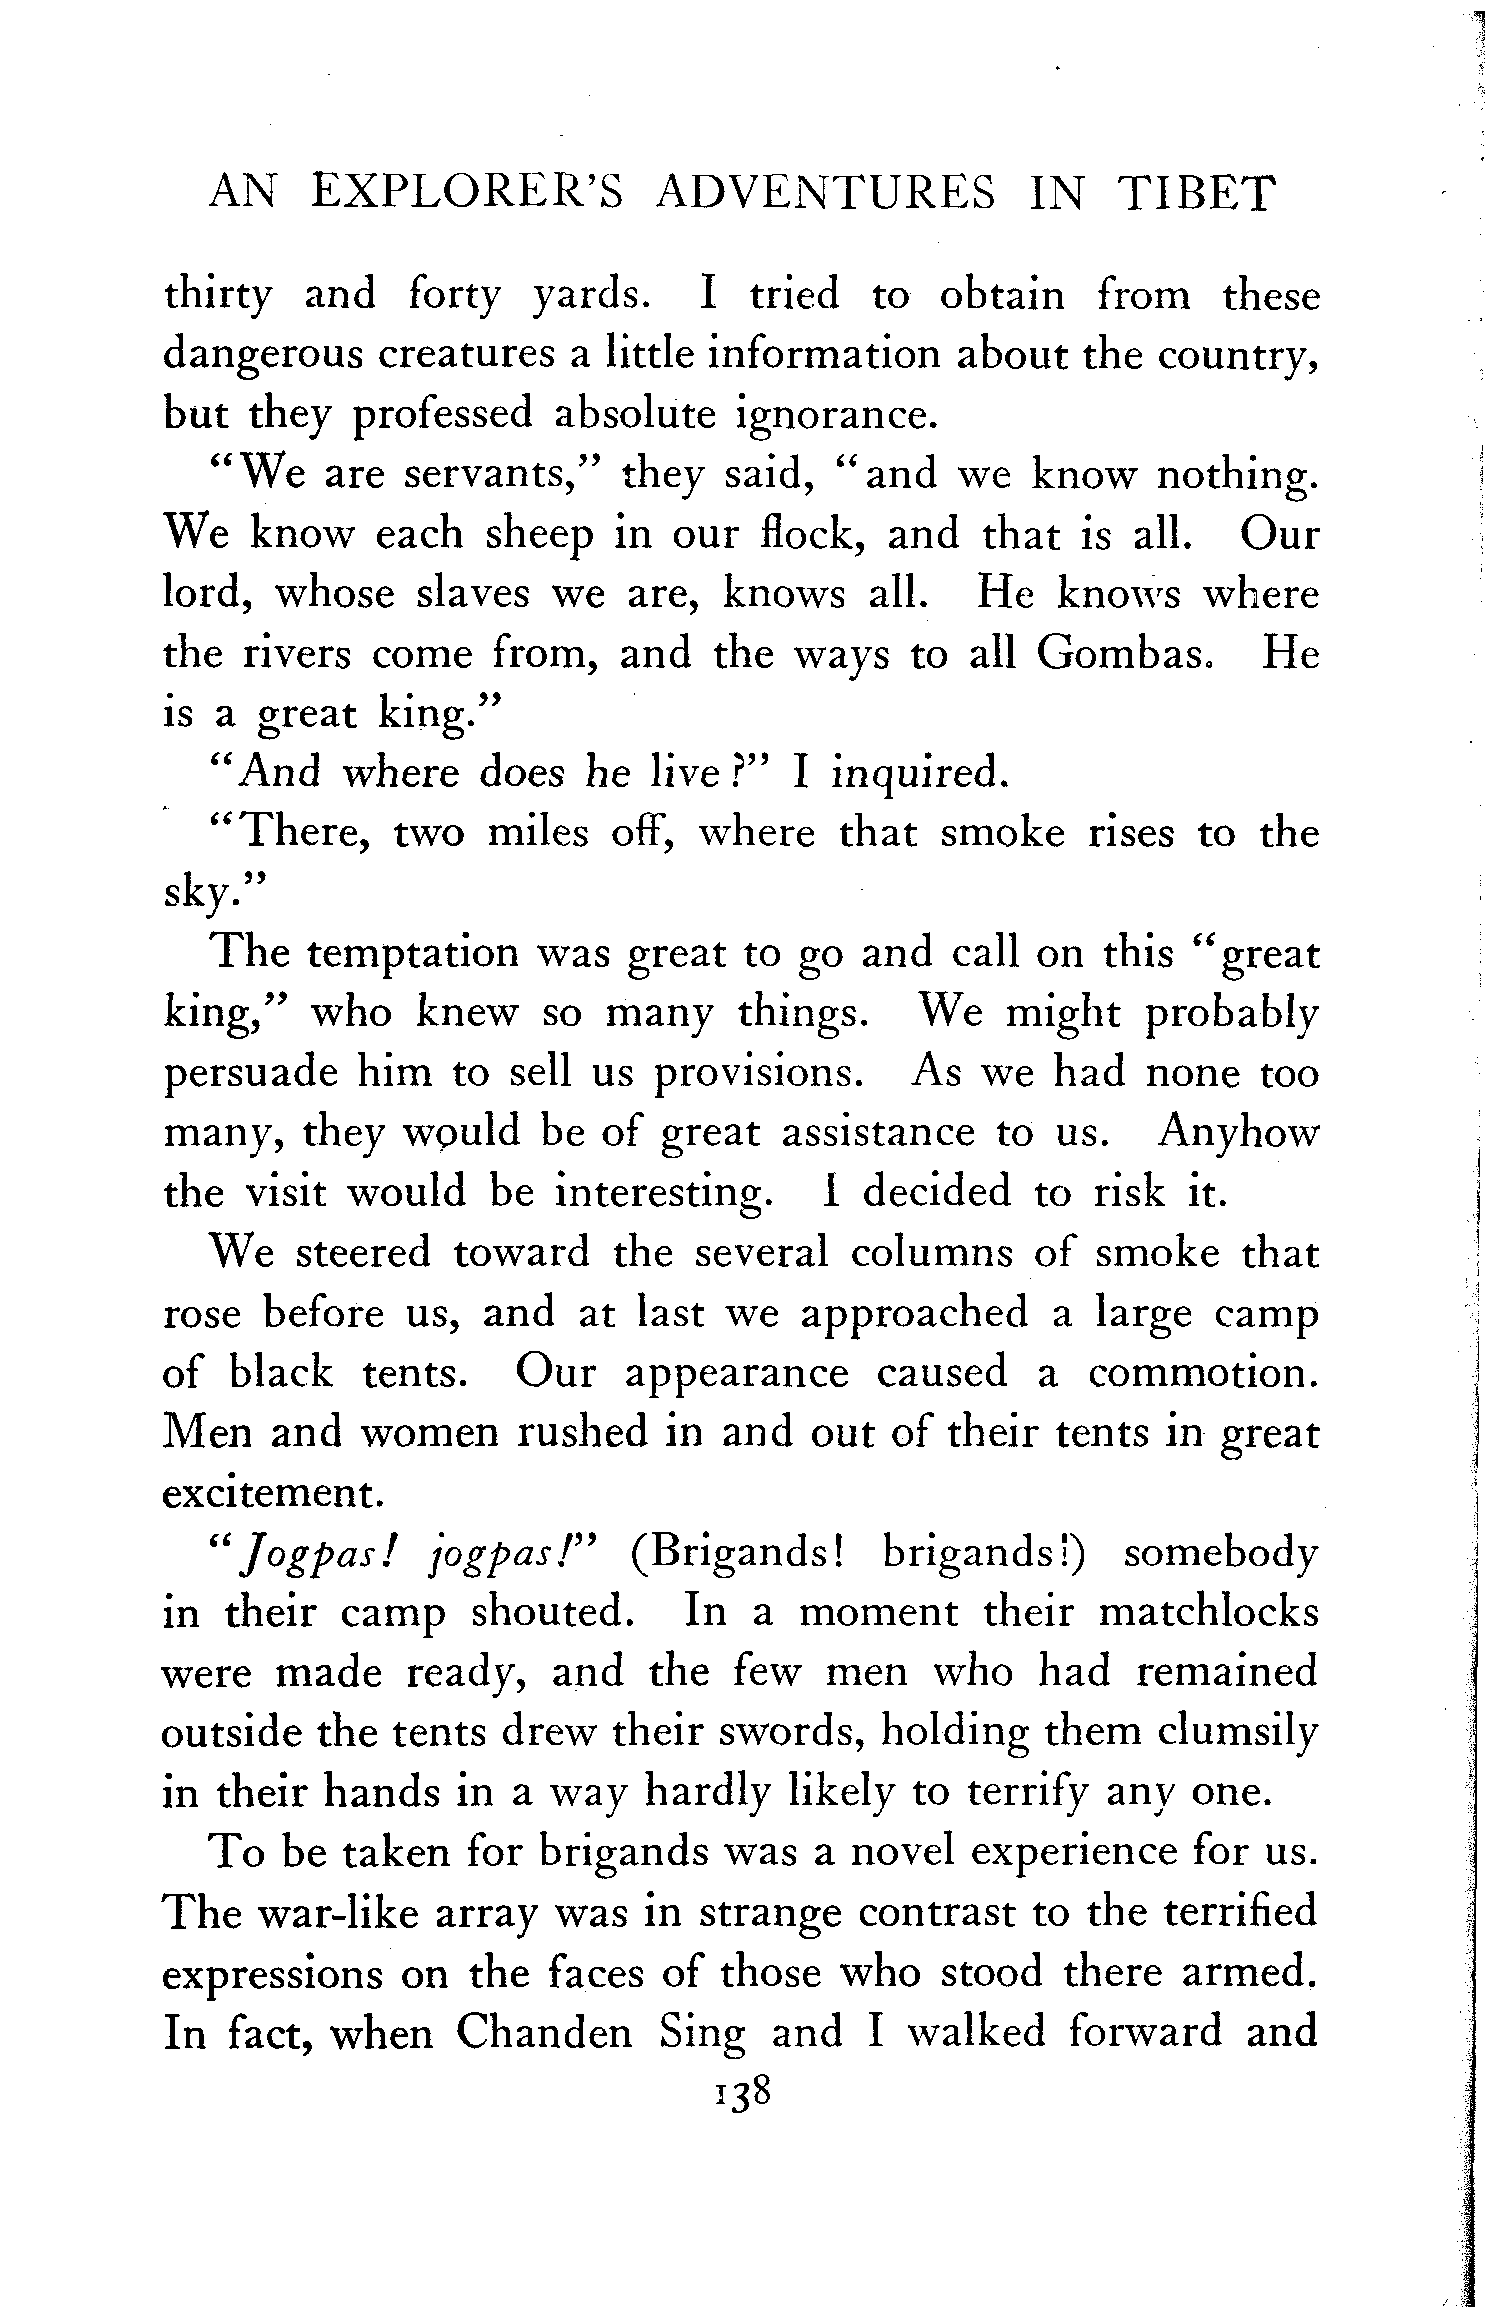 AN EXPLORER'S ADVENTURES IN TIBET
thirty and forty yards. I tried to obtain from these
dangerous creatures a little information about the country,
but they professed absolute ignorance.
"We are servants," they said, "and we know nothing.
We know each sheep in our flock, and that is all. Our
lord, whose slaves we are, knows all. He knows where
the rivers come from, and the ways to all Gombas. He
is a great king."
"And where does he live?" I inquired.
"There, two miles off, where that smoke rises to the
sky."
The temptation was great to go and call on this "great
king," who knew so many things. We might probably
persuade him to sell us provisions. As we had none too
many, they would be of great assistance to us. Anyhow
the visit would be interesting. I decided to risk it.
We steered toward the several columns of smoke that
rose before us, and at last we approached a large camp
of black tents. Our appearance caused a commotion.
Men and women rushed in and out of their tents in great
excitement.
"Jogpas! jogpas!" (Brigands! brigands!) somebody
in their camp shouted. In a moment their matchlocks
were made ready, and the few men who had remained
outside the tents drew their swords, holding them clumsily
in their hands in a way hardly likely to terrify any one.
To be taken for brigands was a novel experience for us.
The war-like array was in strange contrast to the terrified
expressions on the faces of those who stood there armed.
In fact, when Chanden Sing and I walked forward and
138